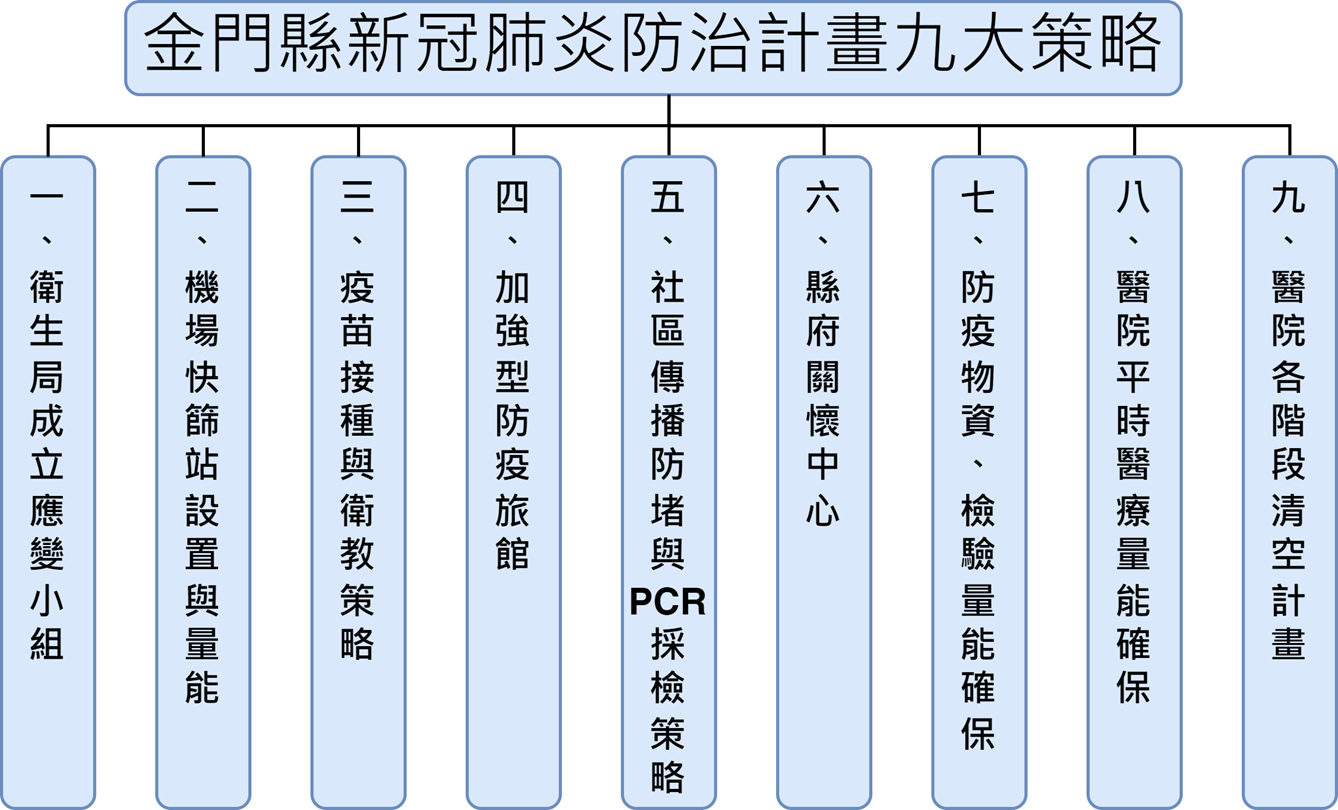 金門縣新冠肺炎防治計畫九大策略
一、衛生局成立應變小組
二、機場快篩站設置與量能
三、疫苗接種與衛教策略
四、加強型防疫旅館
五、社區傳播防堵與PCR採檢策略
六、縣府關懷中心
七、防疫物資、檢驗量能確保
八、醫院平時醫療量能確保
九、醫院各階段清空計畫